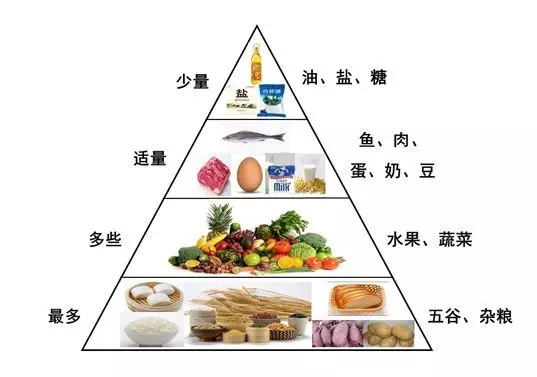 少量
油、盐、糖
盐
适量
鱼、肉、
蛋、奶、豆
milk
多些
水果、蔬菜
最多
五谷、杂粮